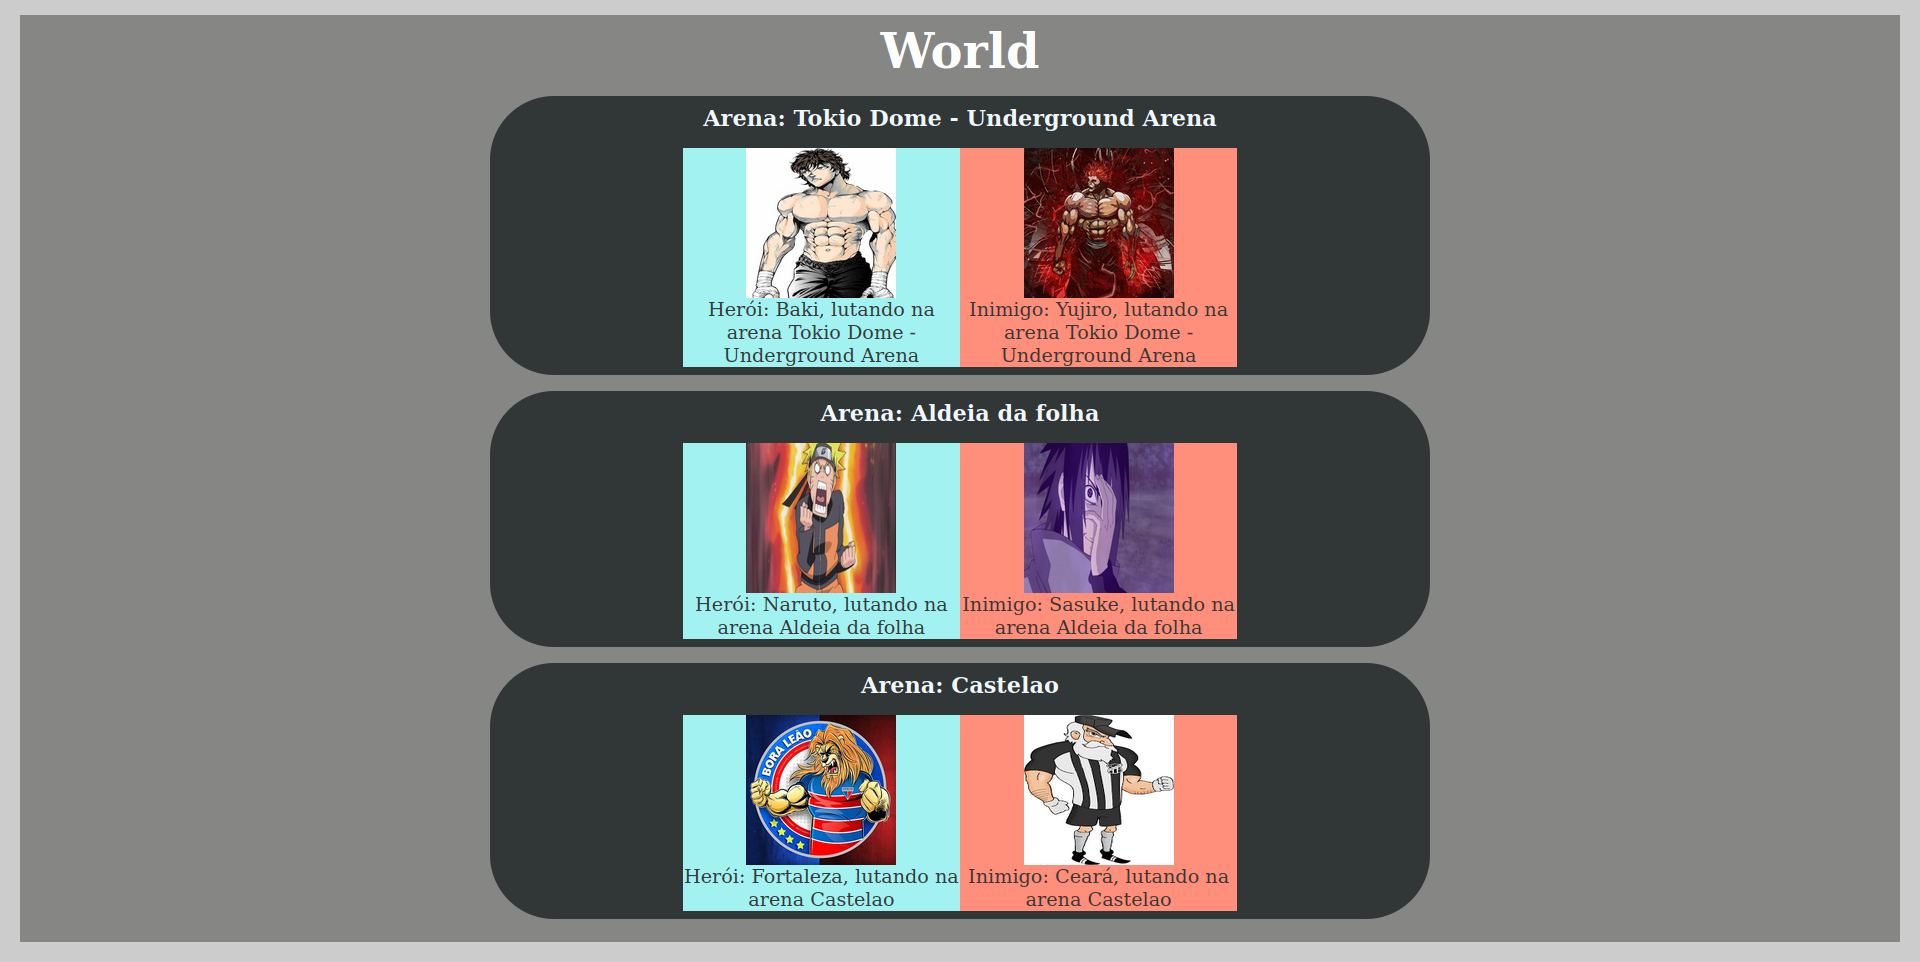 World
Arena: Tokio Dome - Underground Arena
Herói: Baki, lutando na
arena Tokio Dome -
Underground Arena
Inimigo: Yujiro, lutando na
arena Tokio Dome -
Underground Arena
Arena: Aldeia da folha
Herói: Naruto, lutando na
arena Aldeia da folha
Inimigo: Sasuke, lutando na
arena Aldeia da folha
Arena: Castelao
BORA LEÃO
Herói: Fortaleza, lutando na
arena Castelao
Inimigo: Ceará, lutando na
arena Castelao